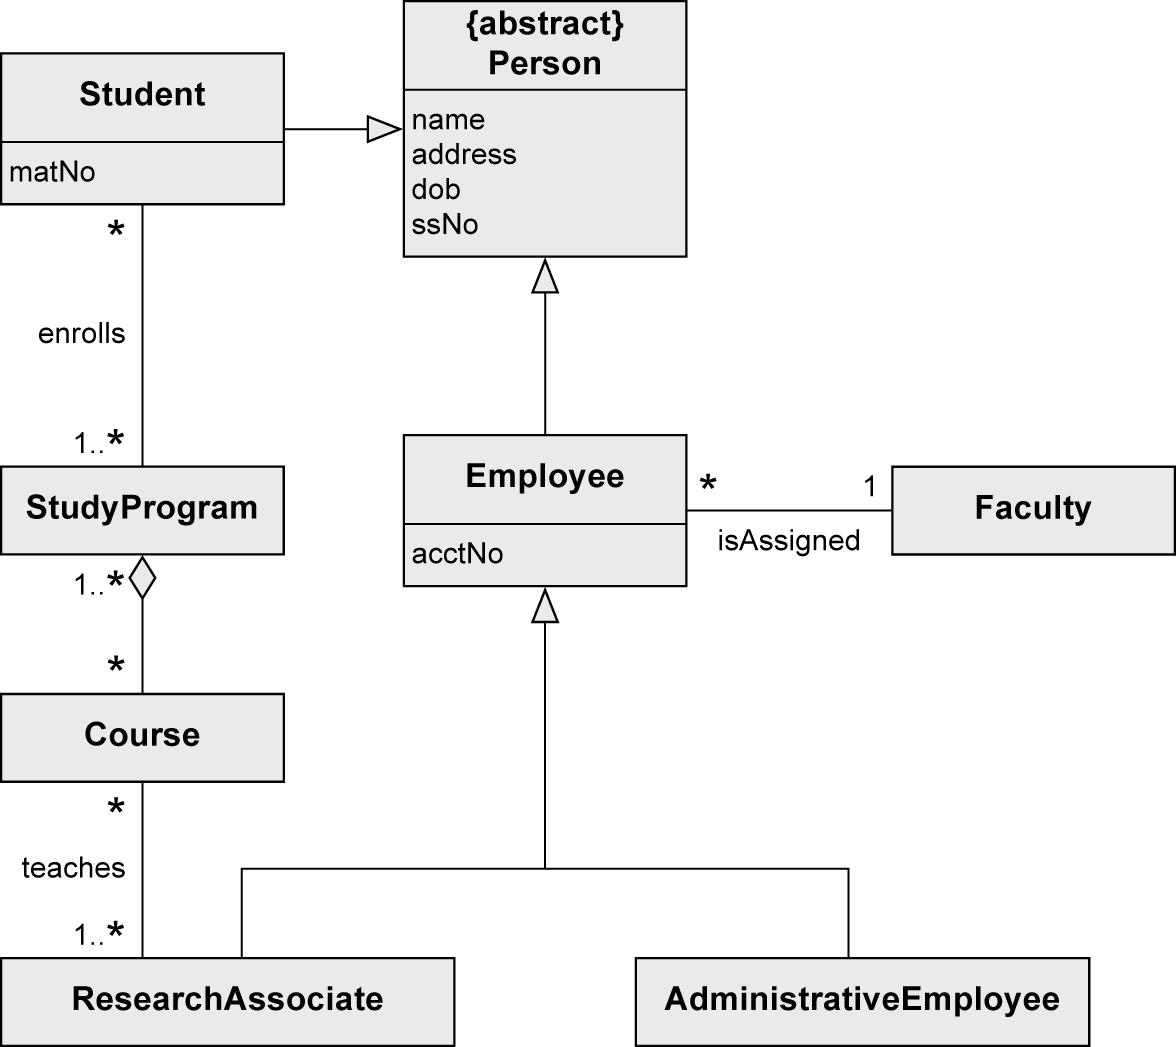 {abstract}
Person
name
address
dob
ssNo
Student
matNo
*
enrolls
1..*
StudyProgram
1..*
*
Course
*
teaches
1..*
ResearchAssociate
Employee
acctNo
*
1
isAssigned
Faculty
AdministrativeEmployee